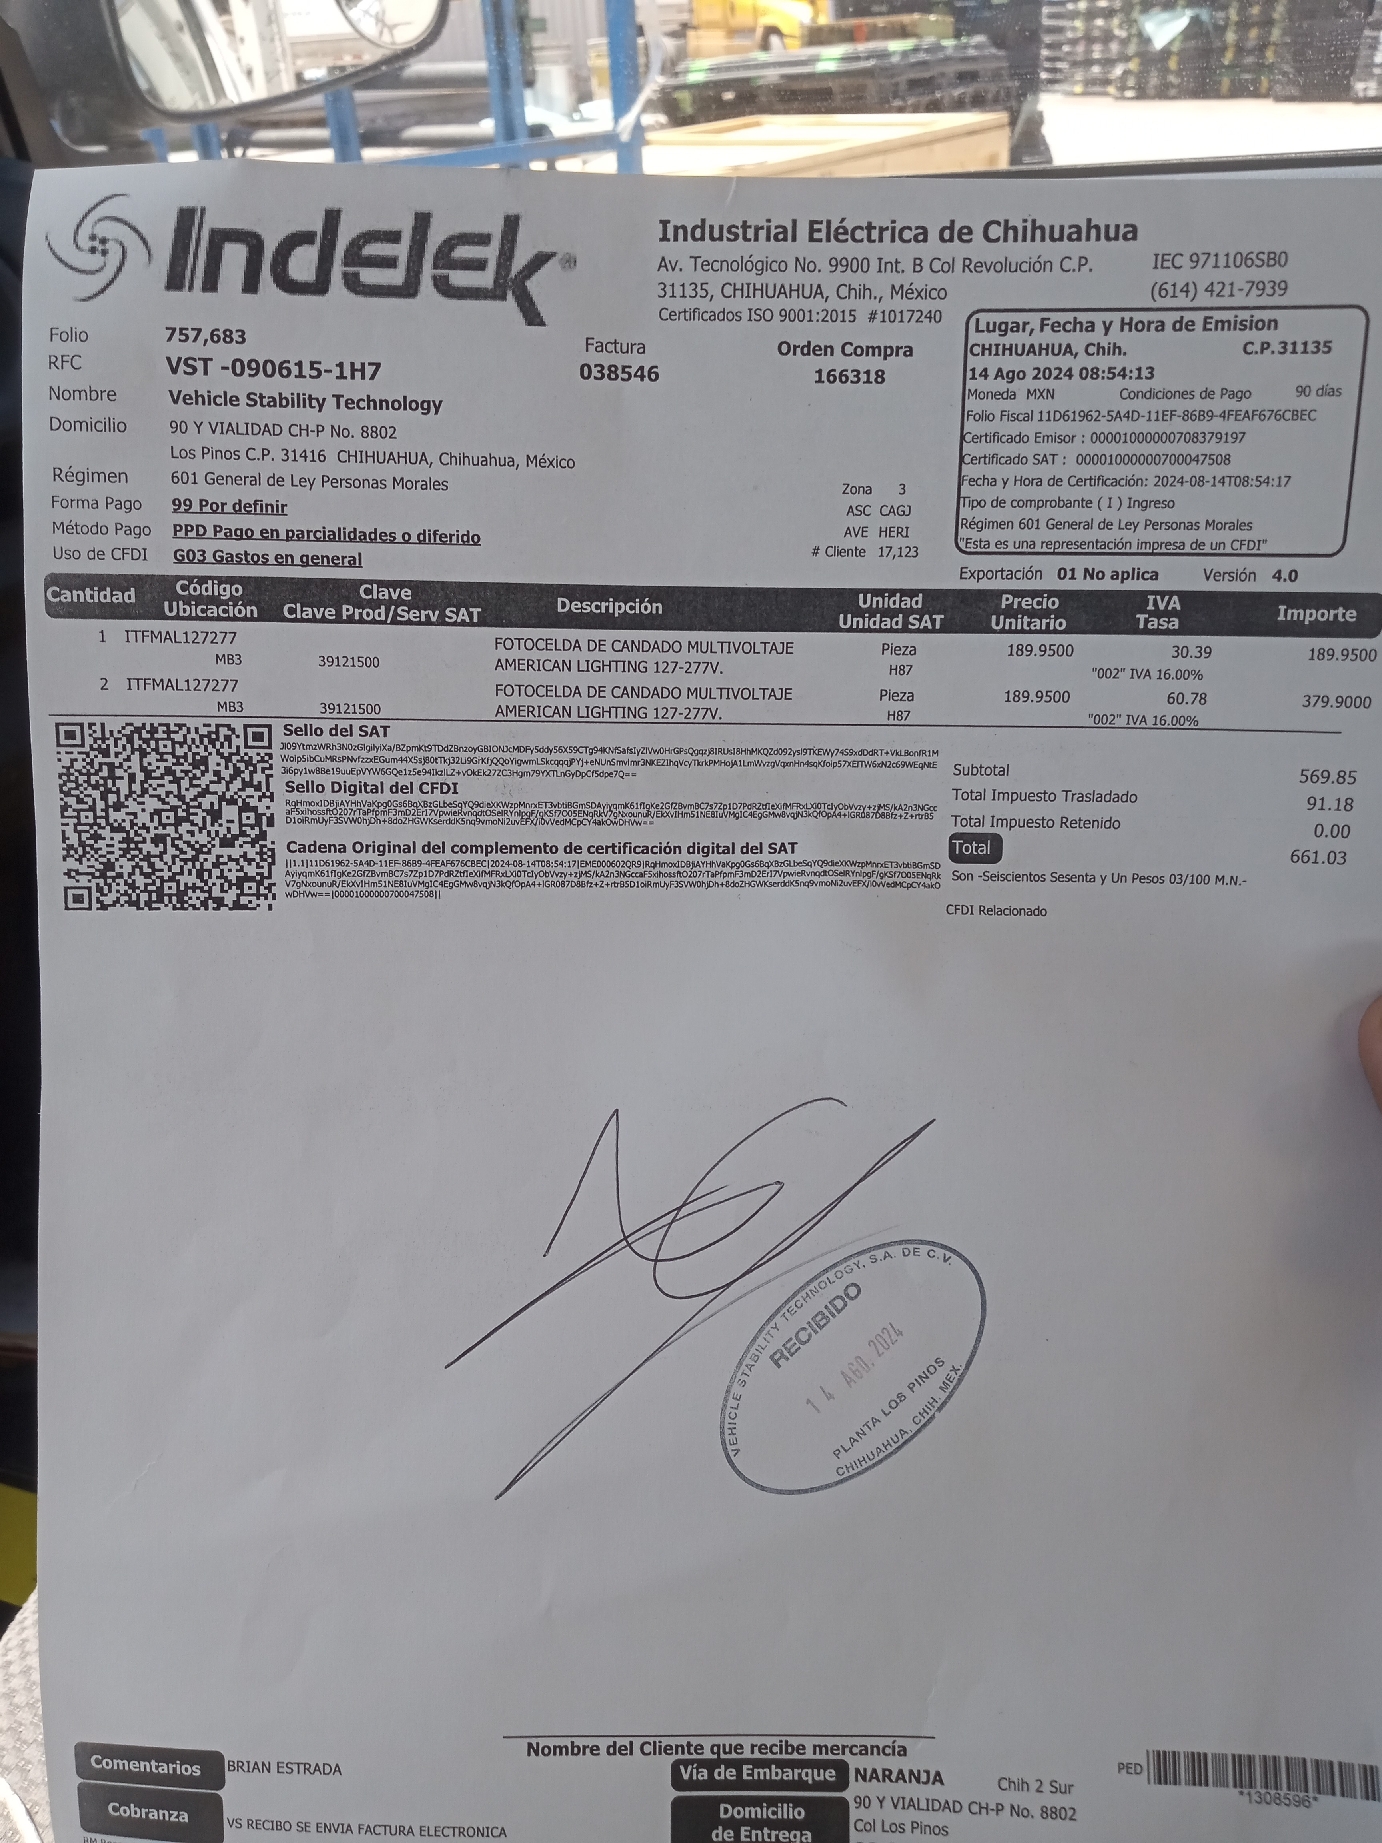 Indelek
Industrial Eléctrica de Chihuahua
Av. Tecnológico No. 9900 Int. B Col Revolución C.P. IEC 971106SB0
31135, CHIHUAHUA, Chih., México (614) 421-7939
Certificados ISO 9001:2015 #1017240
Folio 757,683
RFC VST -090615-1H7
Nombre Vehicle Stability Technology
Domicilio 90 Y VIALIDAD CH-P No. 8802
Los Pinos C.P. 31416 CHIHUAHUA, Chihuahua, México
Régimen 601 General de Ley Personas Morales
Forma Pago 99 Por definir
Método Pago PPD Pago en parcialidades o diferido
Uso de CFDI G03 Gastos en general
Factura
038546
Orden Compra
166318
Zona 3
ASC CAGJ
AVE HERI
# Cliente 17,123
Lugar, Fecha y Hora de Emision
CHIHUAHUA, Chih. C.P.31135
14 Ago 2024 08:54:13
Moneda MXN Condiciones de Pago 90 días
Folio Fiscal 11D61962-5A4D-11EF-86B9-4FEAF676CBEC
Certificado Emisor : 00001000000708379197
Certificado SAT : 00001000000700047508
Fecha y Hora de Certificación: 2024-08-14T08:54:17
Tipo de comprobante ( I ) Ingreso
Régimen 601 General de Ley Personas Morales
"Esta es una representación impresa de un CFDI"
Exportación 01 No aplica Versión 4.0
Cantidad Código Ubicación Clave Clave Prod/Serv SAT Descripción Unidad Unidad SAT Precio Unitario IVA Tasa Importe
1 ITFMAL127277 FOTOCELDA DE CANDADO MULTIVOLTAJE Pieza 189.9500 30.39 189.9500
MB3 39121500 AMERICAN LIGHTING 127-277V. H87 "002" IVA 16.00%
2 ITFMAL127277 FOTOCELDA DE CANDADO MULTIVOLTAJE Pieza 189.9500 60.78 379.9000
MB3 39121500 AMERICAN LIGHTING 127-277V. H87 "002" IVA 16.00%
Sello del SAT
Sello Digital del CFDI
Cadena Original del complemento de certificación digital del SAT
Subtotal 569.85
Total Impuesto Trasladado 91.18
Total Impuesto Retenido 0.00
Total 661.03
Son -Seiscientos Sesenta y Un Pesos 03/100 M.N.-
CFDI Relacionado
VEHICLE STABILITY TECHNOLOGY, S.A. DE C.V.
RECIBIDO
14 AGO. 2024
PLANTA LOS PINOS
CHIHUAHUA, CHIH. MEX.
Nombre del Cliente que recibe mercancía
Comentarios BRIAN ESTRADA
Cobranza VS RECIBO SE ENVIA FACTURA ELECTRONICA
Vía de Embarque NARANJA Chih 2 Sur
Domicilio de Entrega 90 Y VIALIDAD CH-P No. 8802
Col Los Pinos
PED
*1308596*